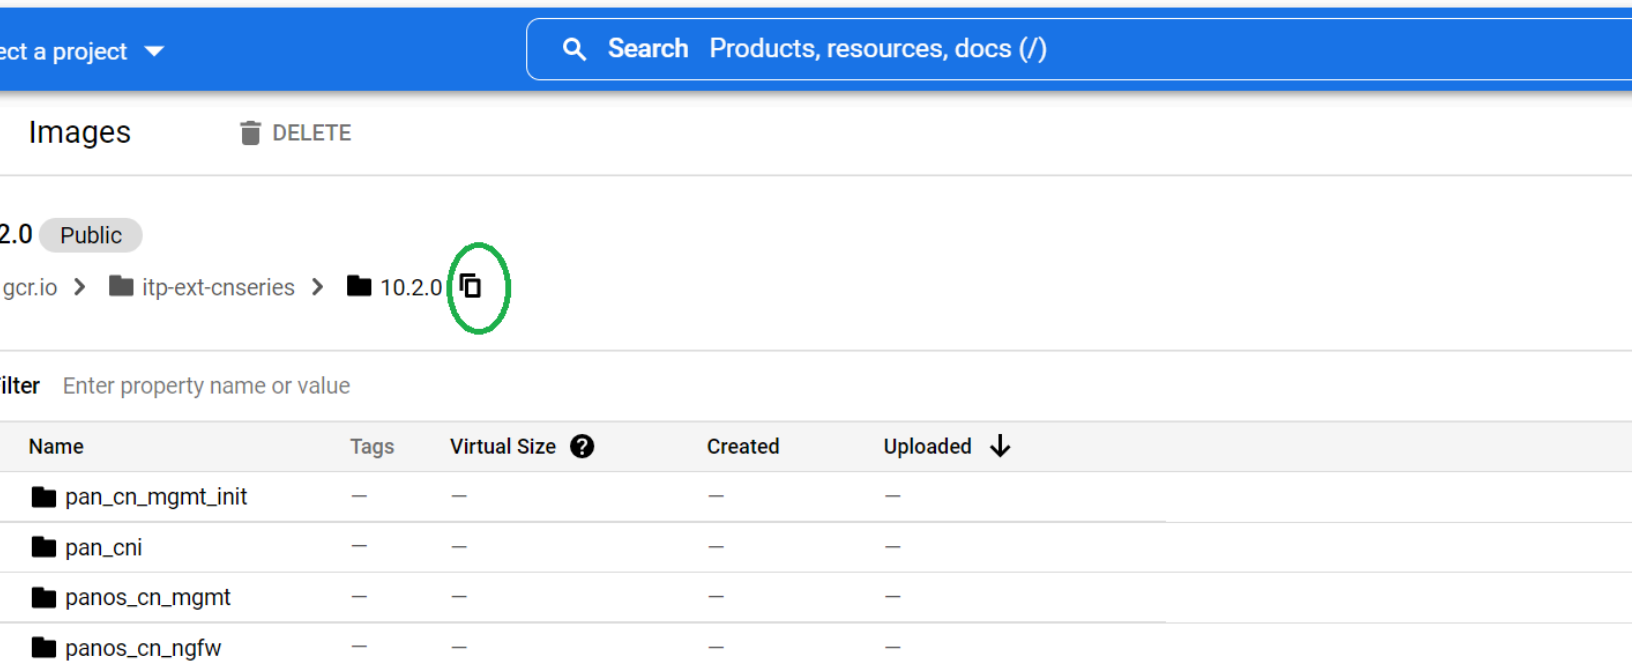 ect a project
Search Products, resources, docs (/)
Images DELETE
2.0 Public
gcr.io > itp-ext-cnseries > 10.2.0
ilter Enter property name or value
Name Tags Virtual Size ? Created Uploaded
pan_cn_mgmt_init — — — —
pan_cni — — — —
panos_cn_mgmt — — — —
panos_cn_ngfw — — — —